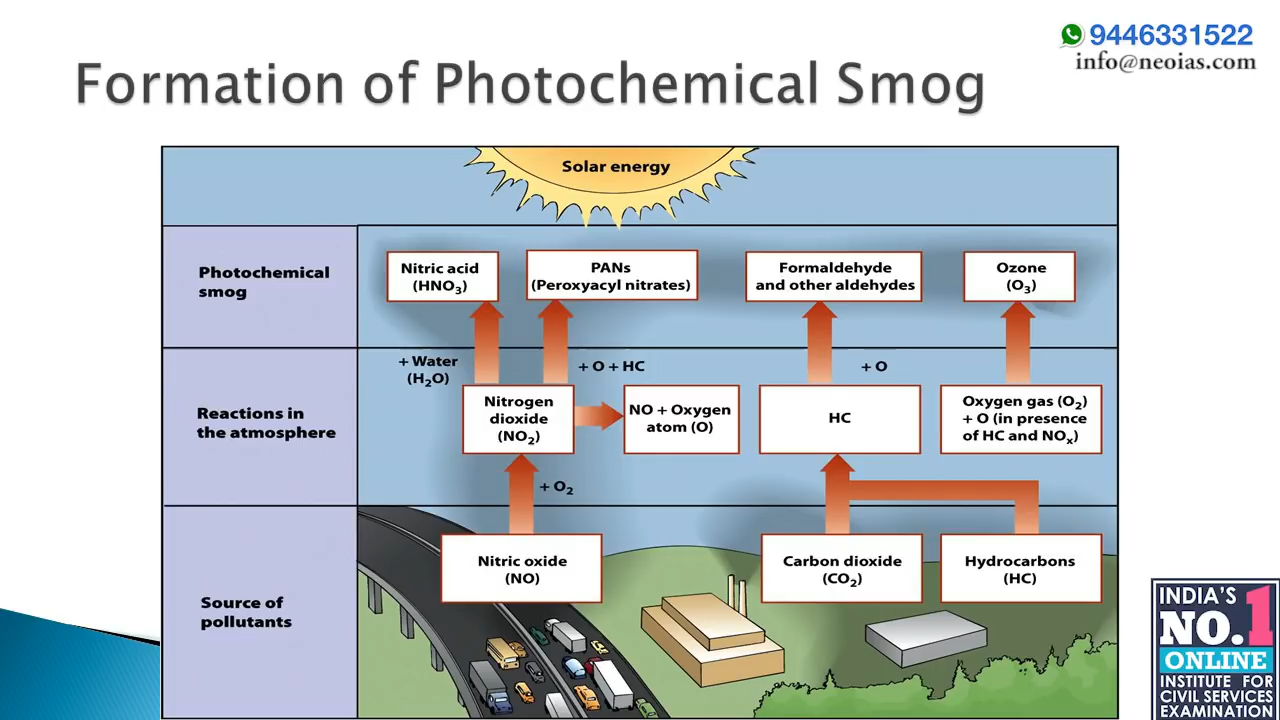 9446331522
info@neoias.com
Formation of Photochemical Smog
Solar energy
Photochemical
smog
Nitric acid
(HNO₃)
PANs
(Peroxyacyl nitrates)
Formaldehyde
and other aldehydes
Ozone
(O₃)
+ Water
(H₂O)
+ O + HC
+ O
Reactions in
the atmosphere
Nitrogen
dioxide
(NO₂)
NO + Oxygen
atom (O)
HC
Oxygen gas (O₂)
+ O (in presence
of HC and NOₓ)
+ O₂
Source of
pollutants
Nitric oxide
(NO)
Carbon dioxide
(CO₂)
Hydrocarbons
(HC)
INDIA'S
NO.1
ONLINE
INSTITUTE FOR
CIVIL SERVICES
EXAMINATION